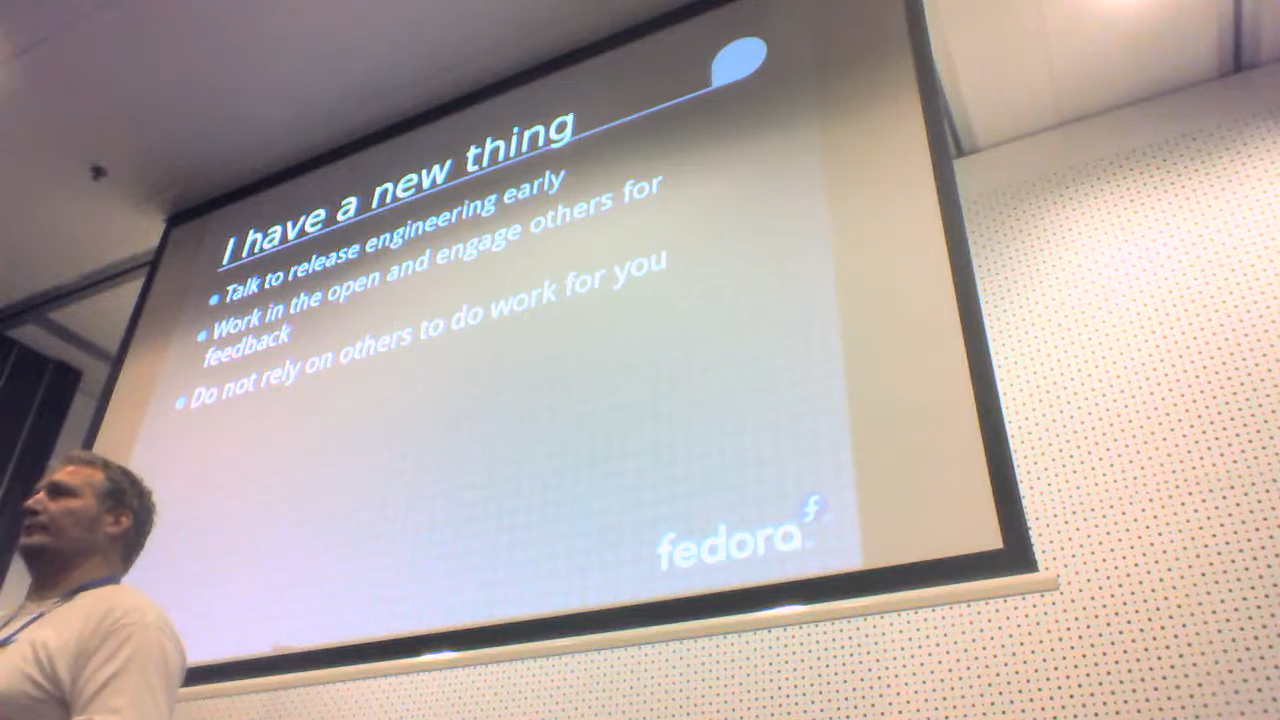 I have a new thing
Talk to release engineering early
Work in the open and engage others for
feedback
Do not rely on others to do work for you
fedora